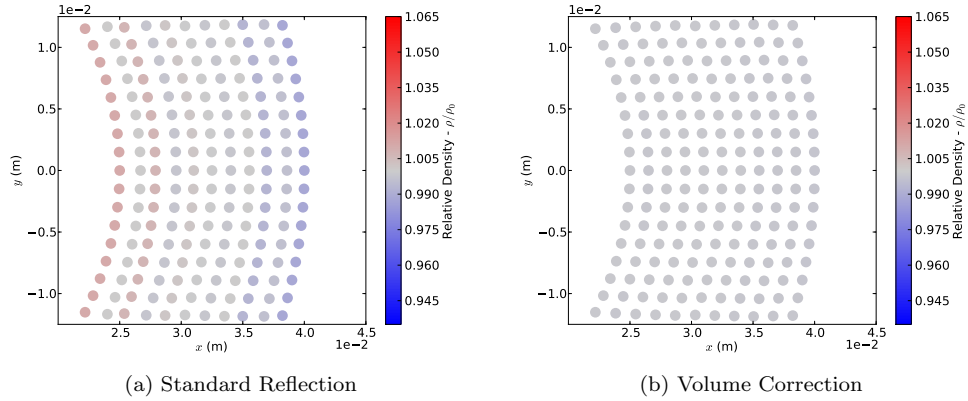 1e−2
1.0
0.5
0.0
−0.5
−1.0
y (m)
2.5 3.0 3.5 4.0 4.5
x (m)
1e−2
1.065
1.050
1.035
1.020
1.005
0.990
0.975
0.960
0.945
Relative Density - ρ/ρ0
(a) Standard Reflection
1e−2
1.0
0.5
0.0
−0.5
−1.0
y (m)
2.5 3.0 3.5 4.0 4.5
x (m)
1e−2
1.065
1.050
1.035
1.020
1.005
0.990
0.975
0.960
0.945
Relative Density - ρ/ρ0
(b) Volume Correction